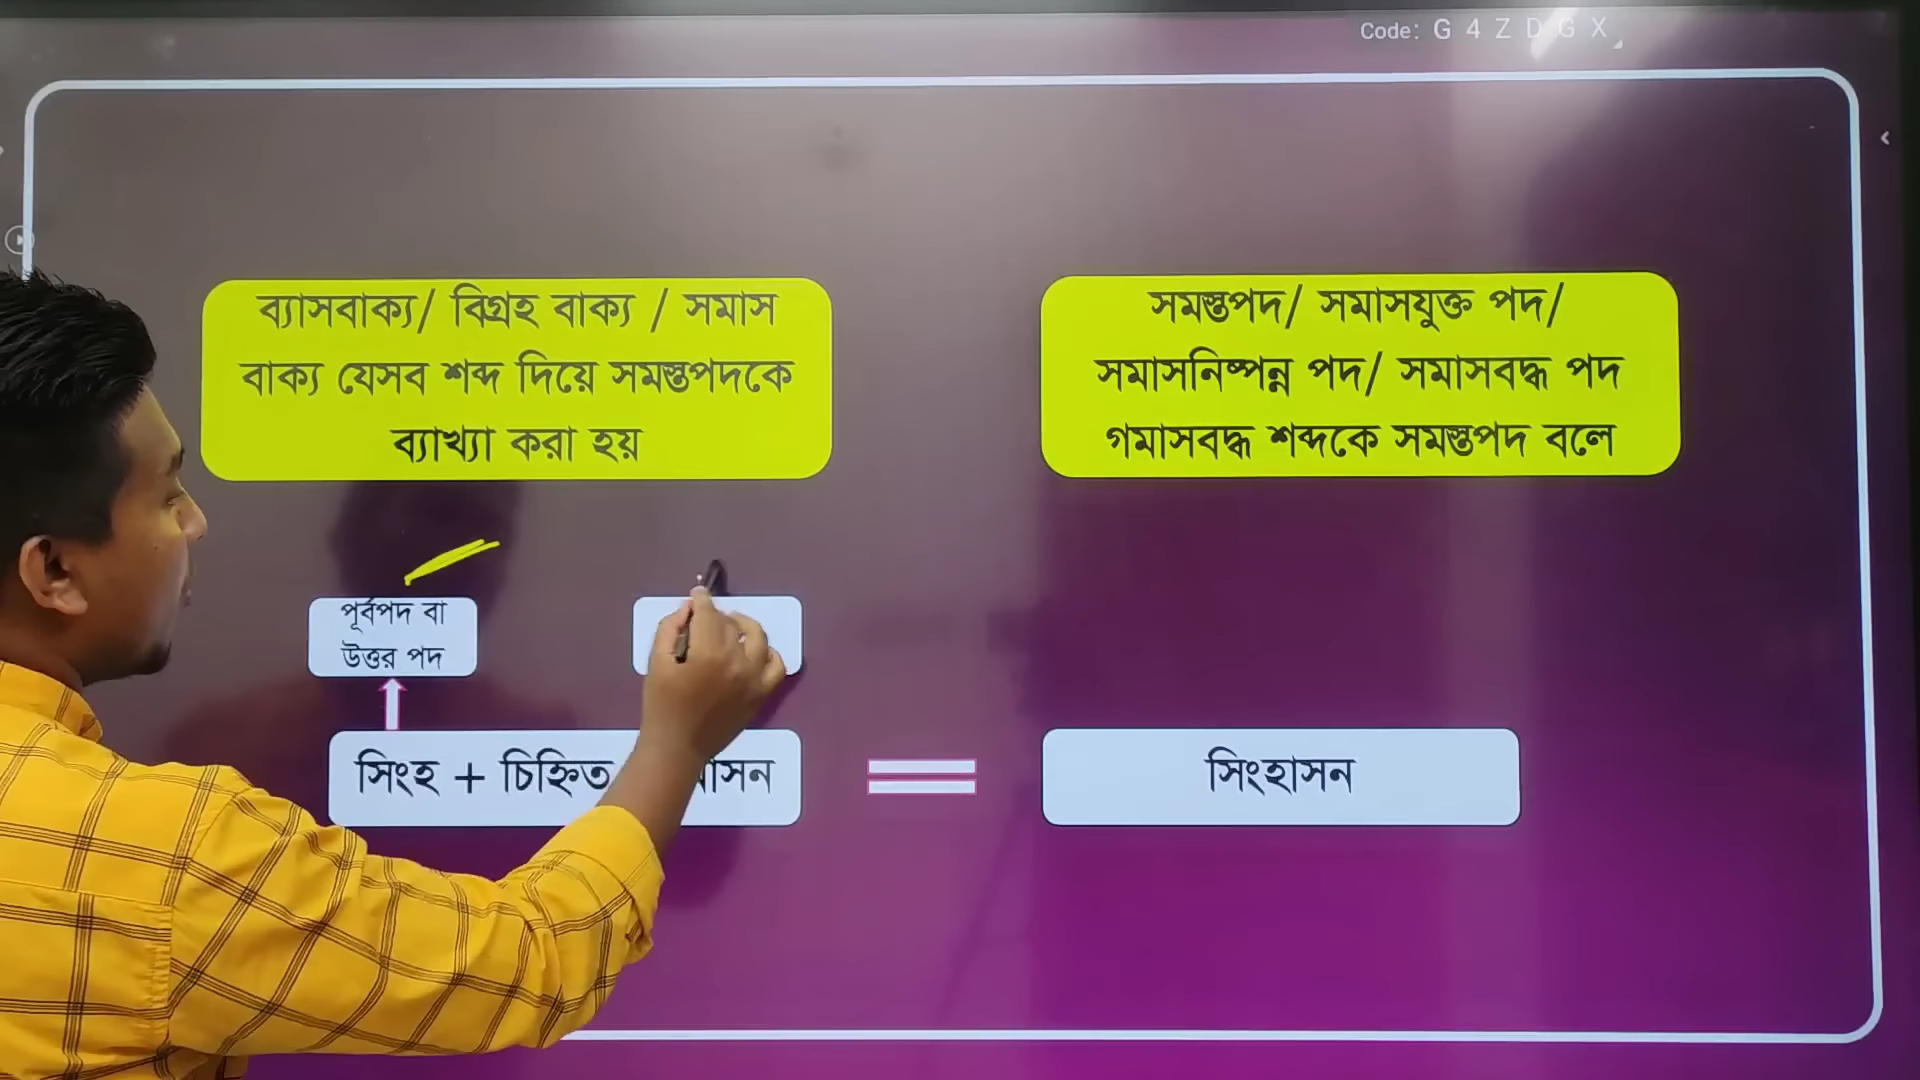 Code: G 4 Z D G X
ব্যাসবাক্য/ বিগ্রহ বাক্য / সমাস
বাক্য যেসব শব্দ দিয়ে সমস্তপদকে
ব্যাখ্যা করা হয়
সমস্তপদ/ সমাসযুক্ত পদ/
সমাসনিষ্পন্ন পদ/ সমাসবদ্ধ পদ
গমাসবদ্ধ শব্দকে সমস্তপদ বলে
পূর্বপদ বা
উত্তর পদ
সিংহ + চিহ্নিত
সিংহাসন